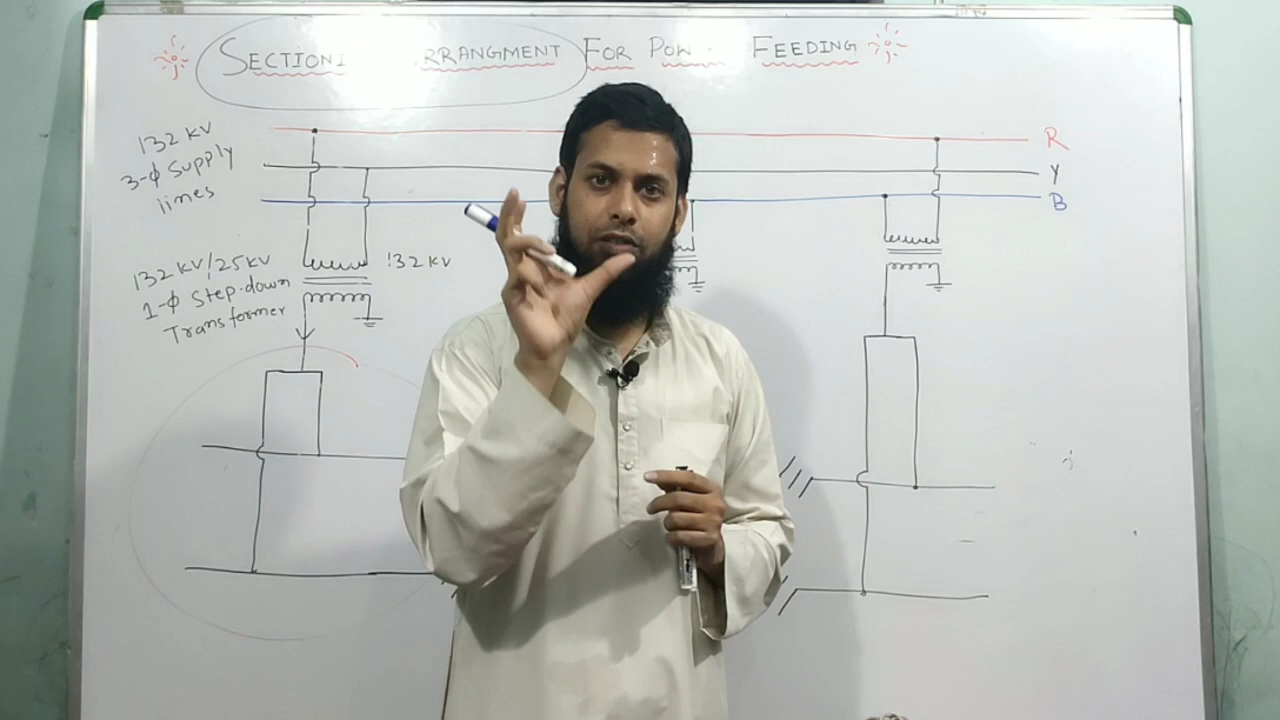 SECTIONI RRANGMENT FOR POW FEEDING
132 KV
3-ϕ Supply
lines
R
Y
B
132 KV/25KV
1-ϕ Step-down
Transformer
132 KV